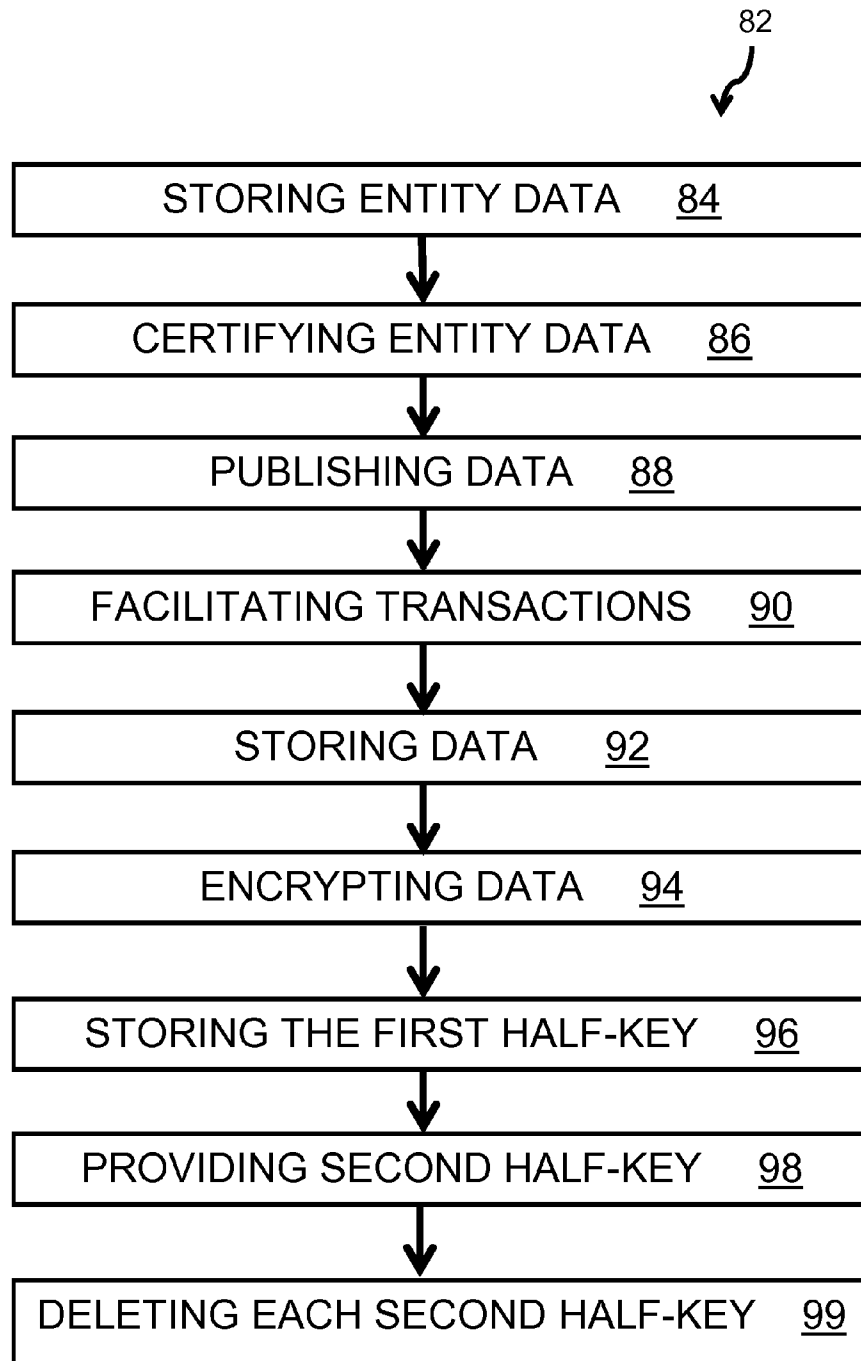 82
STORING ENTITY DATA 84
CERTIFYING ENTITY DATA 86
PUBLISHING DATA 88
FACILITATING TRANSACTIONS 90
STORING DATA 92
ENCRYPTING DATA 94
STORING THE FIRST HALF-KEY 96
PROVIDING SECOND HALF-KEY 98
DELETING EACH SECOND HALF-KEY 99